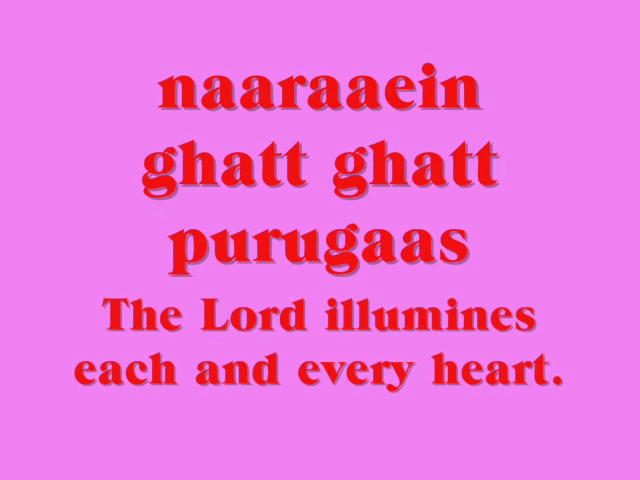 naaraaein
ghatt ghatt
purugaas
The Lord illumines
each and every heart.